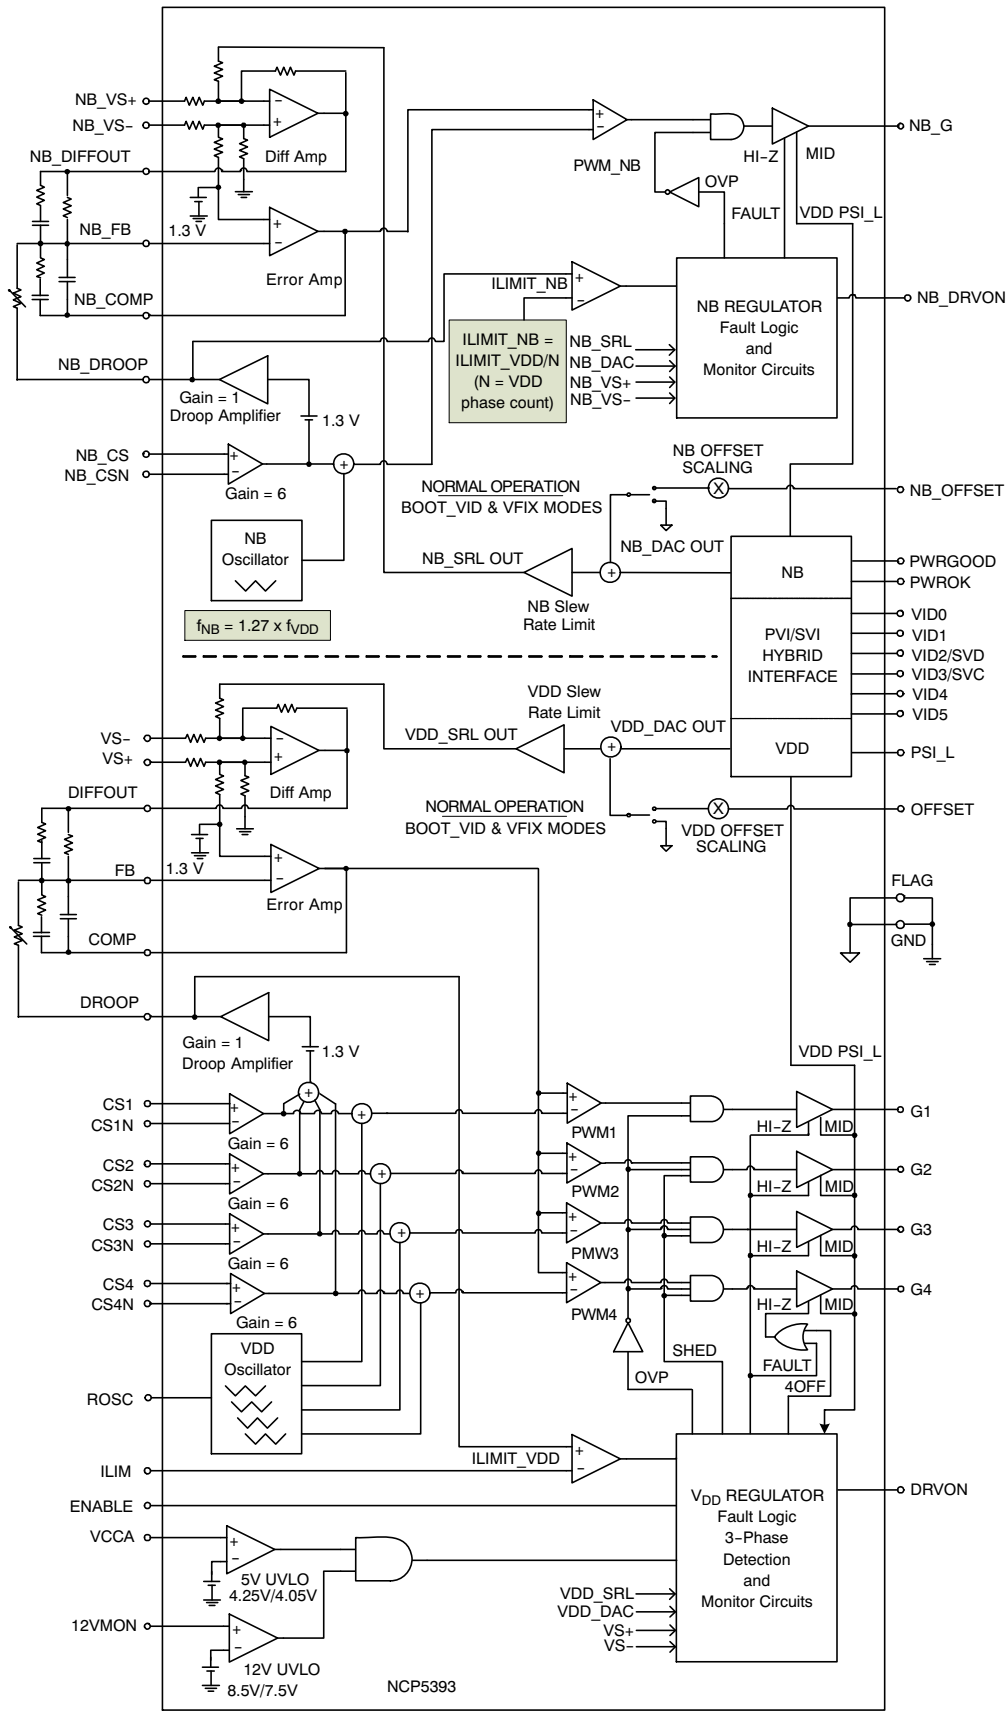 NB_VS+
NB_VS-
Diff Amp
NB_DIFFOUT
1.3 V
NB_FB
Error Amp
NB_COMP
NB_DROOP
Gain = 1
Droop Amplifier
1.3 V
NB_CS
NB_CSN
Gain = 6
NB
Oscillator
fNB = 1.27 x fVDD
+
-
PWM_NB
OVP
HI-Z
MID
NB_G
FAULT
VDD PSI_L
ILIMIT_NB
ILIMIT_NB =
ILIMIT_VDD/N
(N = VDD
phase count)
NB_SRL
NB_DAC
NB_VS+
NB_VS-
NB REGULATOR
Fault Logic
and
Monitor Circuits
NB_DRVON
NB OFFSET
SCALING
X
NB_OFFSET
NORMAL OPERATION
BOOT_VID & VFIX MODES
NB_SRL OUT
NB_DAC OUT
NB Slew
Rate Limit
NB
PVI/SVI
HYBRID
INTERFACE
VDD
PWRGOOD
PWROK
VID0
VID1
VID2/SVD
VID3/SVC
VID4
VID5
PSI_L
VDD Slew
Rate Limit
VDD_SRL OUT
VDD_DAC OUT
NORMAL OPERATION
BOOT_VID & VFIX MODES
X
VDD OFFSET
SCALING
OFFSET
VS-
VS+
Diff Amp
DIFFOUT
1.3 V
FB
Error Amp
COMP
FLAG
GND
DROOP
Gain = 1
Droop Amplifier
1.3 V
VDD PSI_L
CS1
CS1N
Gain = 6
PWM1
HI-Z
MID
G1
CS2
CS2N
Gain = 6
PWM2
HI-Z
MID
G2
CS3
CS3N
Gain = 6
PMW3
HI-Z
MID
G3
CS4
CS4N
Gain = 6
PWM4
HI-Z
MID
G4
VDD
Oscillator
ROSC
OVP
SHED
FAULT
4OFF
ILIMIT_VDD
ILIM
ENABLE
VCCA
5V UVLO
4.25V/4.05V
12VMON
12V UVLO
8.5V/7.5V
VDD_SRL
VDD_DAC
VS+
VS-
VDD REGULATOR
Fault Logic
3-Phase
Detection
and
Monitor Circuits
DRVON
NCP5393